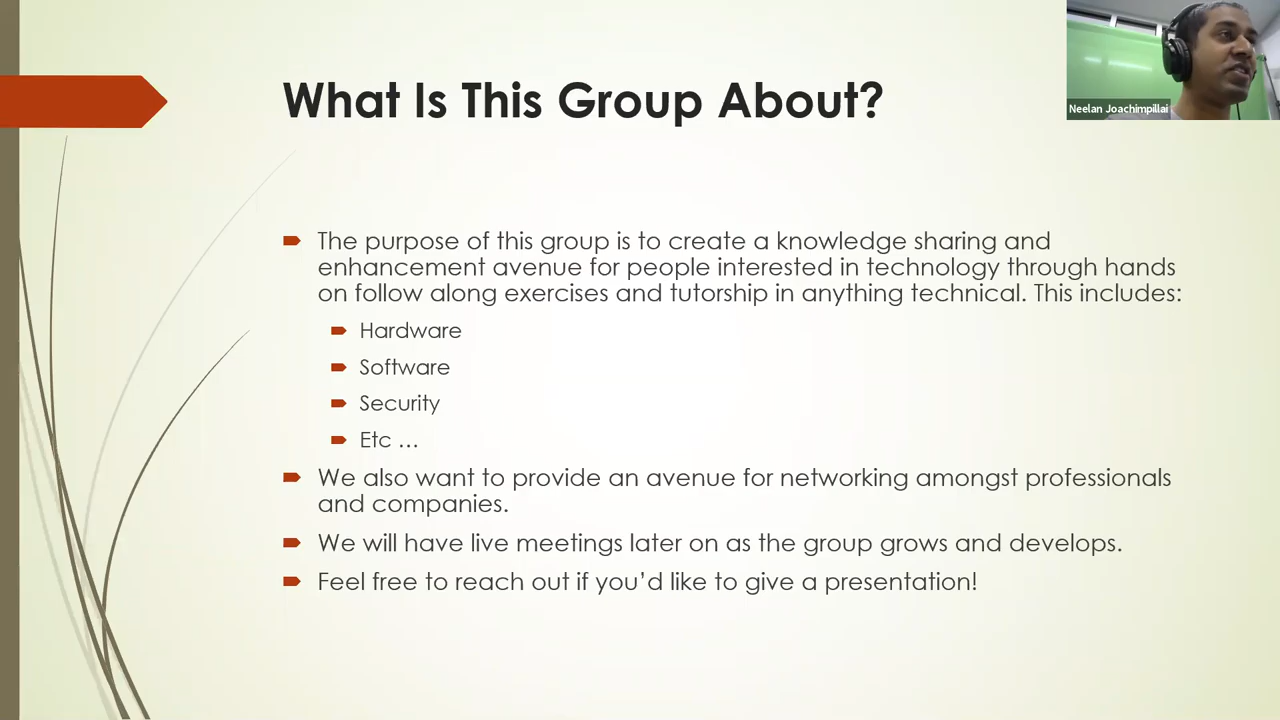 What Is This Group About?
Neelan Joachimpillai
The purpose of this group is to create a knowledge sharing and
enhancement avenue for people interested in technology through hands
on follow along exercises and tutorship in anything technical. This includes:
Hardware
Software
Security
Etc …
We also want to provide an avenue for networking amongst professionals
and companies.
We will have live meetings later on as the group grows and develops.
Feel free to reach out if you’d like to give a presentation!